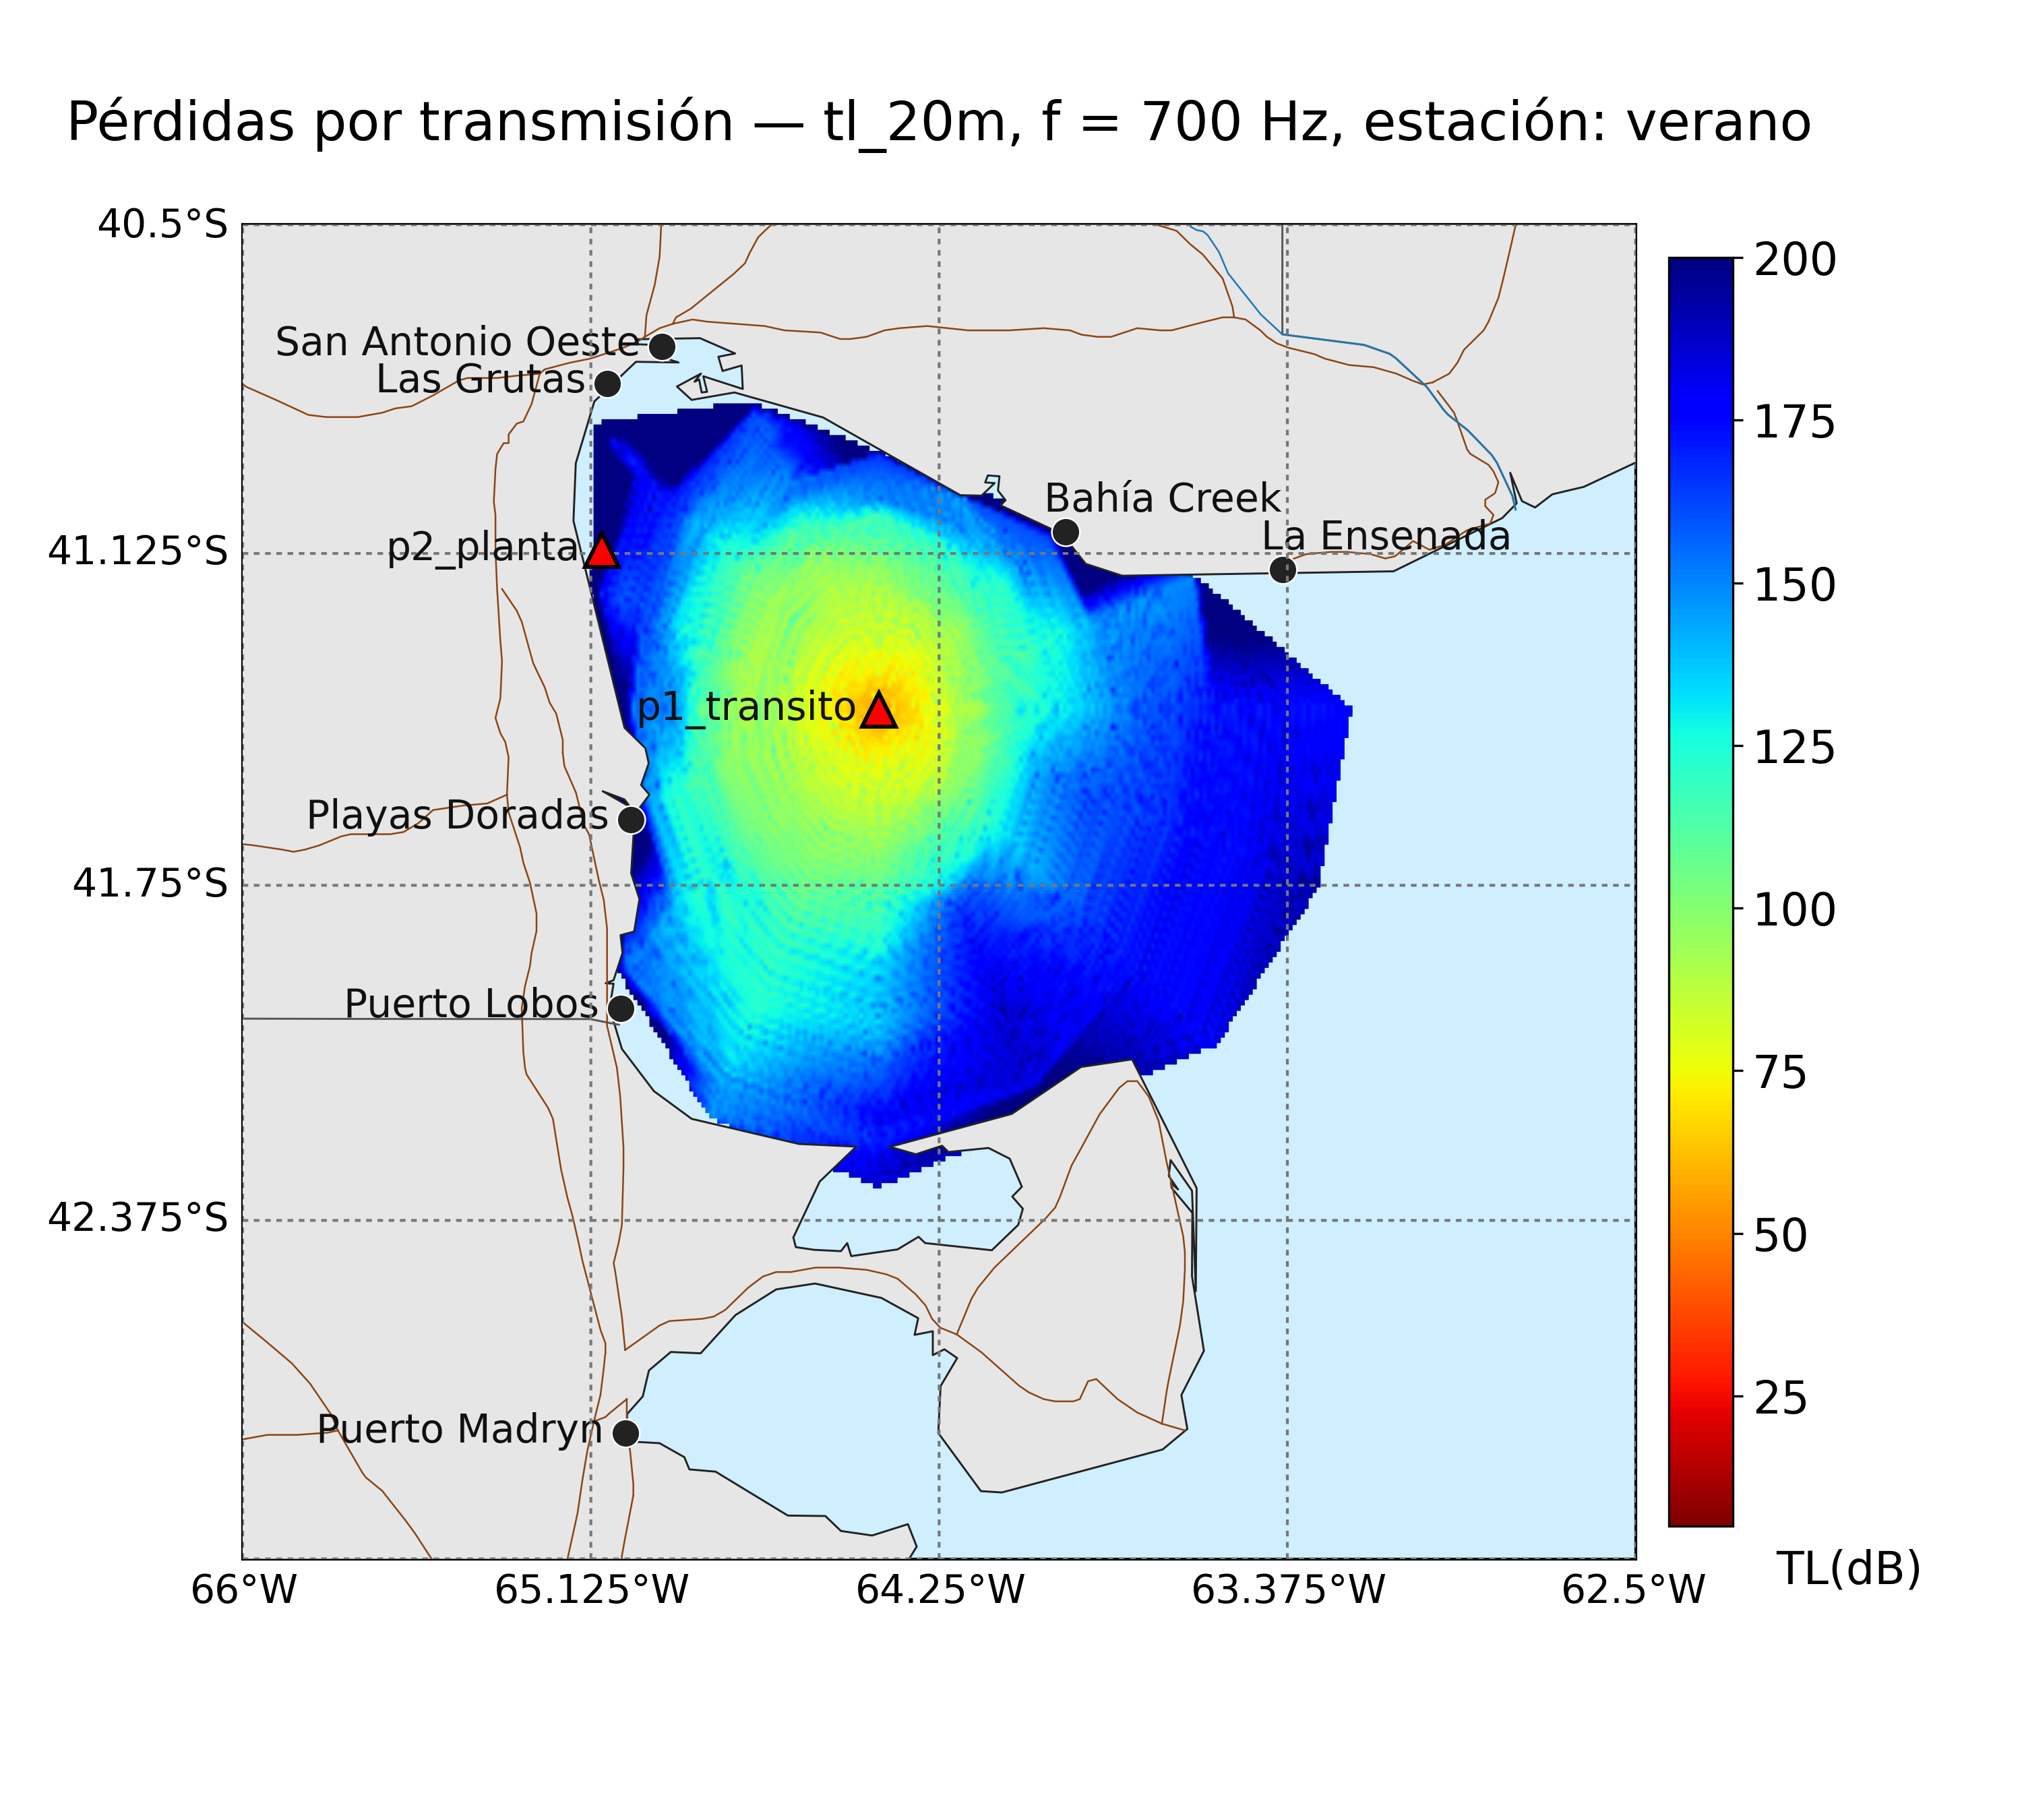 Pérdidas por transmisión — tl_20m, f = 700 Hz, estación: verano
40.5°S
200
San Antonio Oeste
Las Grutas
175
Bahía Creek
La Ensenada
41.125°S
p2_planta
150
p1_transito
125
Playas Doradas
41.75°S
100
Puerto Lobos
75
42.375°S
50
25
Puerto Madryn
TL(dB)
66°W
65.125°W
64.25°W
63.375°W
62.5°W